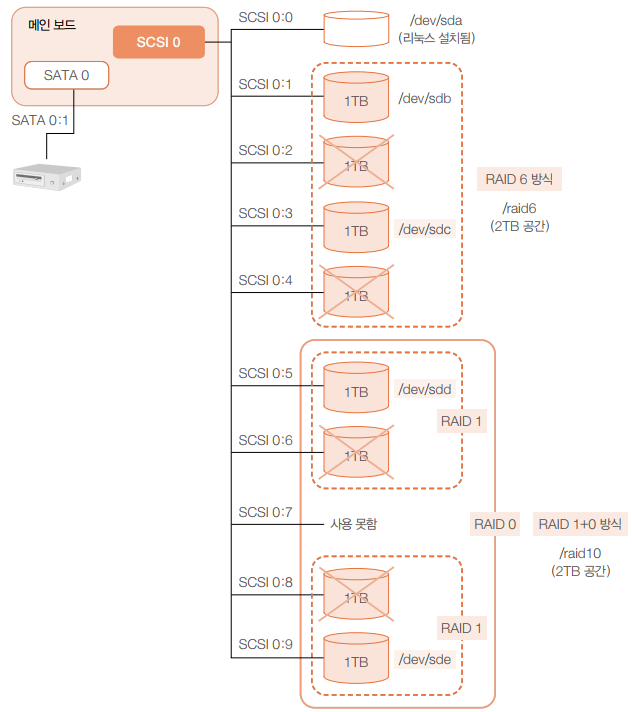 메인 보드
SCSI 0
SATA 0
SATA 0:1
SCSI 0:0
/dev/sda
(리눅스 설치됨)
SCSI 0:1
1TB
/dev/sdb
SCSI 0:2
1TB
RAID 6 방식
/raid6
(2TB 공간)
SCSI 0:3
1TB
/dev/sdc
SCSI 0:4
1TB
SCSI 0:5
1TB
/dev/sdd
RAID 1
SCSI 0:6
1TB
SCSI 0:7
사용 못함
RAID 0
RAID 1+0 방식
/raid10
(2TB 공간)
SCSI 0:8
1TB
RAID 1
SCSI 0:9
1TB
/dev/sde